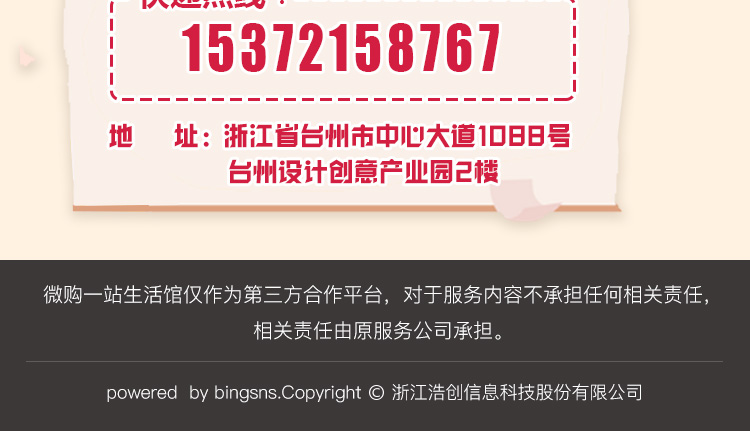 快递热线：
15372158767
地 址：浙江省台州市中心大道1088号
台州设计创意产业园2楼
微购一站生活馆仅作为第三方合作平台，对于服务内容不承担任何相关责任，
相关责任由原服务公司承担。
powered by bingsns.Copyright © 浙江浩创信息科技股份有限公司